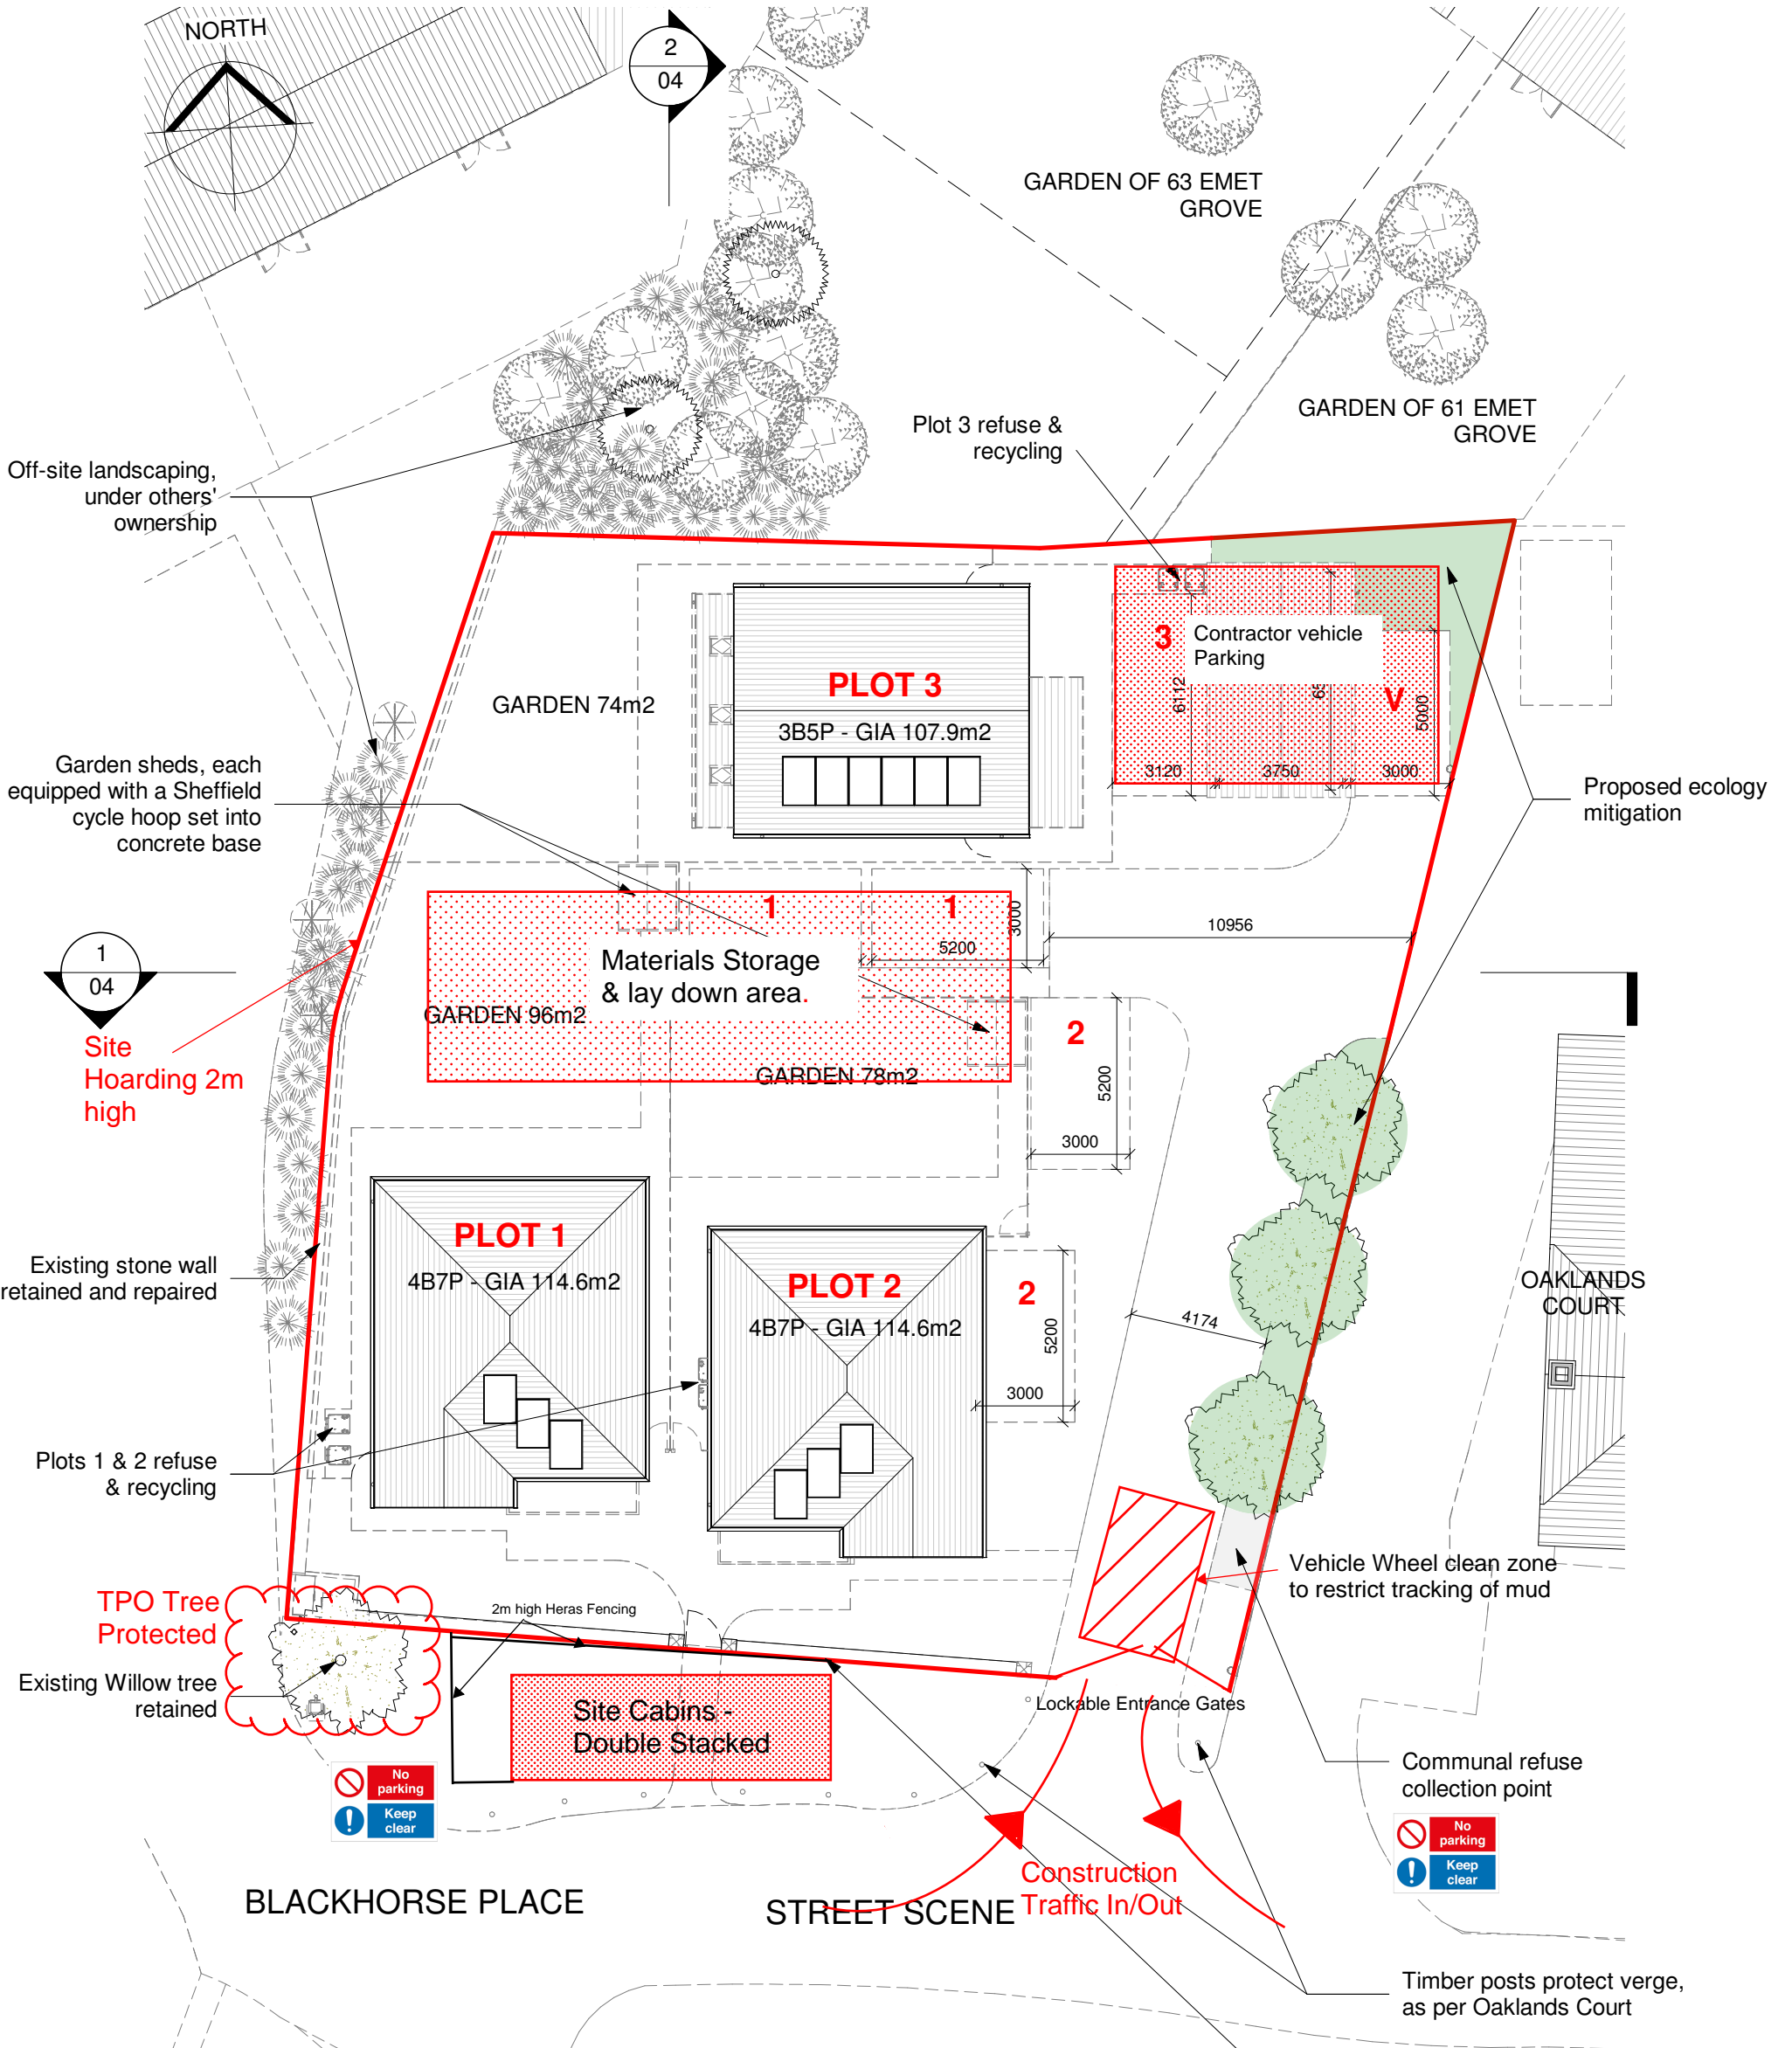 NORTH
2
04
GARDEN OF 63 EMET
GROVE
GARDEN OF 61 EMET
GROVE
Plot 3 refuse &
recycling
Off-site landscaping,
under others'
ownership
3
Contractor vehicle
Parking
V
6112
5000
3120
3750
3000
PLOT 3
3B5P - GIA 107.9m2
GARDEN 74m2
Garden sheds, each
equipped with a Sheffield
cycle hoop set into
concrete base
Proposed ecology
mitigation
1
1
3000
5200
10956
Materials Storage
& lay down area.
GARDEN 96m2
GARDEN 78m2
1
04
Site
Hoarding 2m
high
2
5200
3000
PLOT 1
4B7P - GIA 114.6m2
PLOT 2
4B7P - GIA 114.6m2
2
5200
3000
4174
OAKLANDS
COURT
Existing stone wall
retained and repaired
Plots 1 & 2 refuse
& recycling
Vehicle Wheel clean zone
to restrict tracking of mud
TPO Tree
Protected
2m high Heras Fencing
Existing Willow tree
retained
Site Cabins -
Double Stacked
Lockable Entrance Gates
Communal refuse
collection point
No
parking
Keep
clear
No
parking
Keep
clear
Construction
Traffic In/Out
BLACKHORSE PLACE
STREET SCENE
Timber posts protect verge,
as per Oaklands Court